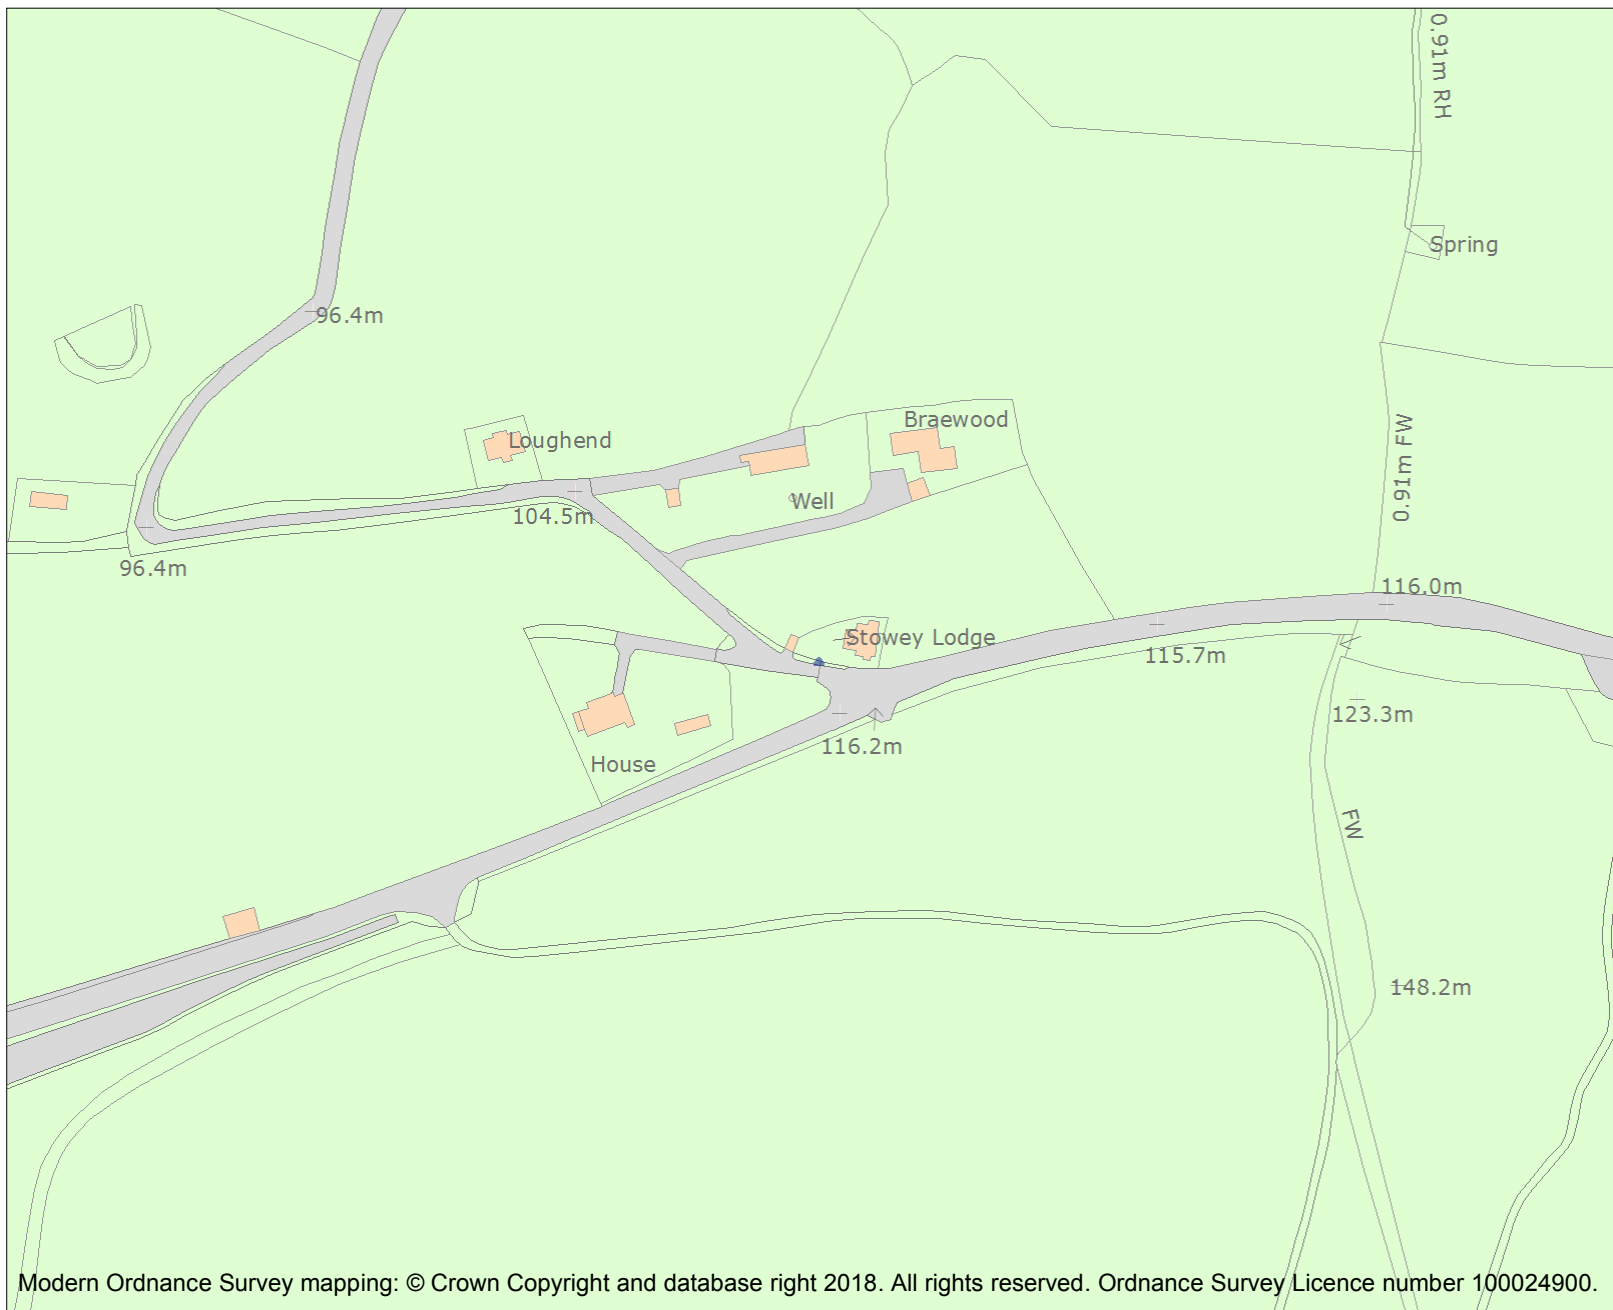 0.91m RH
Spring
96.4m
Braewood
Loughend
0.91m FW
Well
104.5m
96.4m
116.0m
Stowey Lodge
115.7m
123.3m
116.2m
House
FW
148.2m
Modern Ordnance Survey mapping: © Crown Copyright and database right 2018. All rights reserved. Ordnance Survey Licence number 100024900.